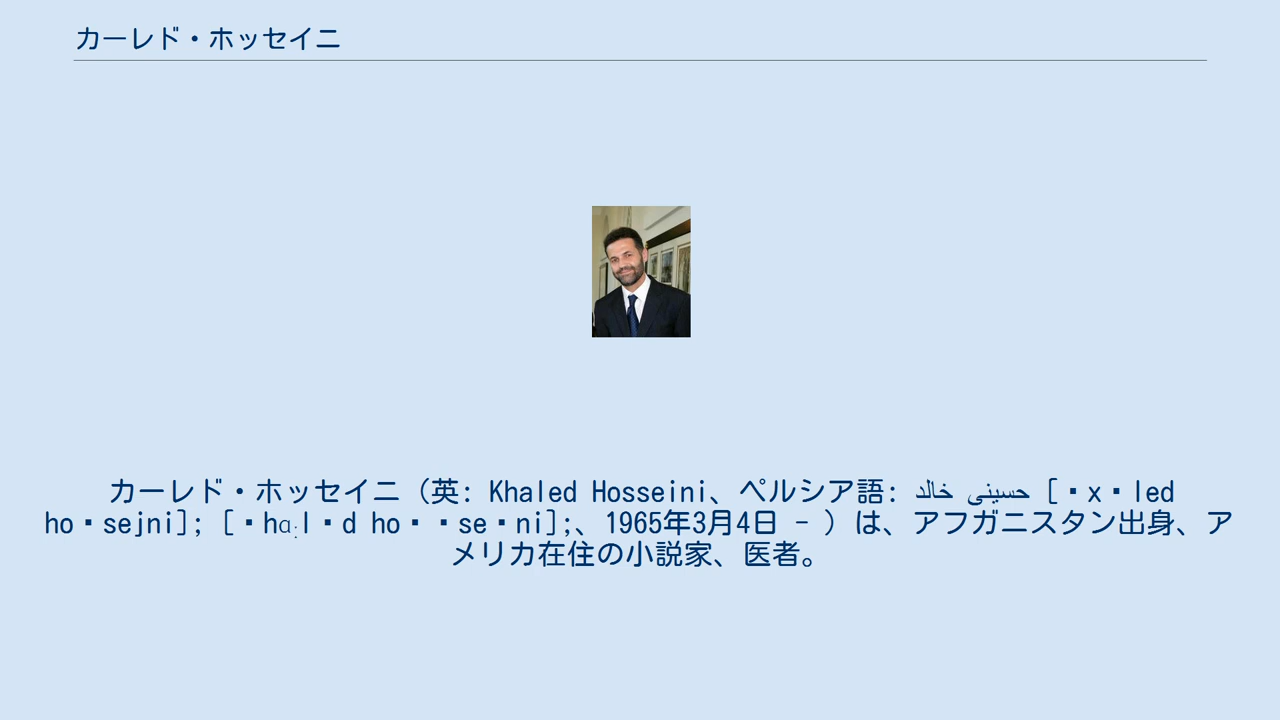 カーレド・ホッセイニ
カーレド・ホッセイニ（英: Khaled Hosseini、ペルシア語: خالد حسینی [▪x▪led
ho▪sejni]; [▪hɑːl▪d ho▪▪se▪ni];、1965年3月4日 - ）は、アフガニスタン出身、ア
メリカ在住の小説家、医者。